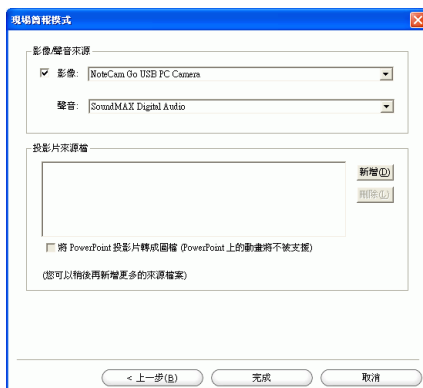 現場簡報模式
影像/聲音來源
影像: NoteCam Go USB PC Camera
聲音: SoundMAX Digital Audio
投影片來源檔
新增(D)
刪除(L)
將 PowerPoint 投影片轉成圖檔 (PowerPoint 上的動畫將不被支援)
(您可以稍後再新增更多的來源檔案)
< 上一步(B)
完成
取消